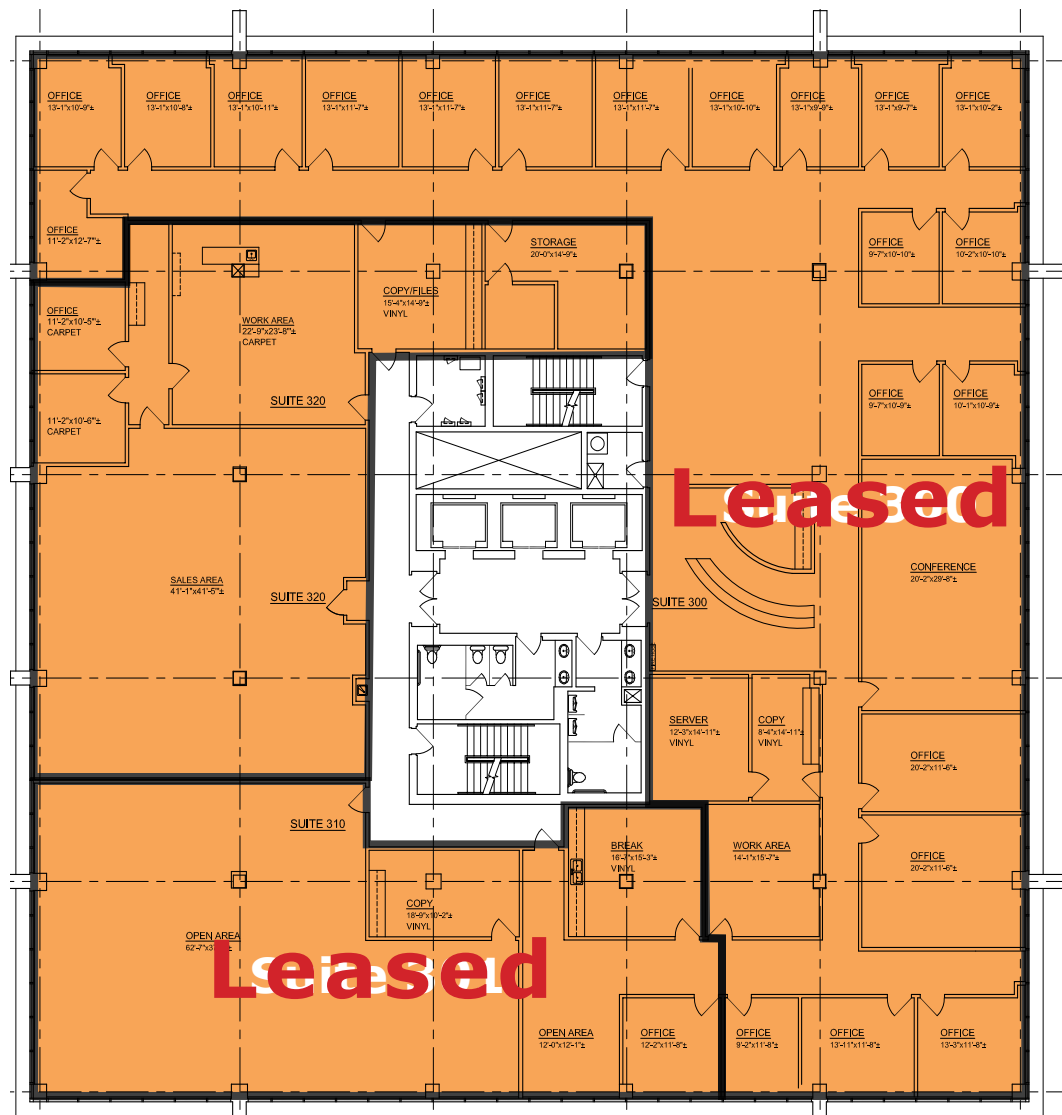 OFFICE
13'-1"x10'-9"±
OFFICE
13'-1"x10'-8"±
OFFICE
13'-1"x10'-11"±
OFFICE
13'-1"x11'-7"±
OFFICE
13'-1"x11'-7"±
OFFICE
13'-1"x11'-7"±
OFFICE
13'-1"x11'-7"±
OFFICE
13'-1"x10'-10"±
OFFICE
13'-1"x9'-9"±
OFFICE
13'-1"x9'-7"±
OFFICE
13'-1"x10'-2"±
OFFICE
11'-2"x12'-7"±
STORAGE
20'-0"x14'-9"±
OFFICE
9'-7"x10'-10"±
OFFICE
10'-2"x10'-10"±
COPY/FILES
15'-4"x14'-9"±
VINYL
OFFICE
11'-2"x10'-5"±
CARPET
WORK AREA
22'-9"x23'-8"±
CARPET
OFFICE
9'-7"x10'-9"±
OFFICE
10'-1"x10'-9"±
SUITE 320
11'-2"x10'-6"±
CARPET
Leased
Suite 300
CONFERENCE
20'-2"x29'-8"±
SALES AREA
41'-1"x41'-5"±
SUITE 320
SUITE 300
SERVER
12'-3"x14'-11"±
VINYL
COPY
8'-4"x14'-11"±
VINYL
OFFICE
20'-2"x11'-6"±
SUITE 310
BREAK
16'-7"x15'-3"±
VINYL
WORK AREA
14'-1"x15'-7"±
OFFICE
20'-2"x11'-6"±
COPY
18'-9"x10'-2"±
VINYL
OPEN AREA
Leased
Suite 301
OPEN AREA
12'-0"x12'-1"±
OFFICE
12'-2"x11'-8"±
OFFICE
9'-2"x11'-8"±
OFFICE
13'-11"x11'-8"±
OFFICE
13'-3"x11'-8"±